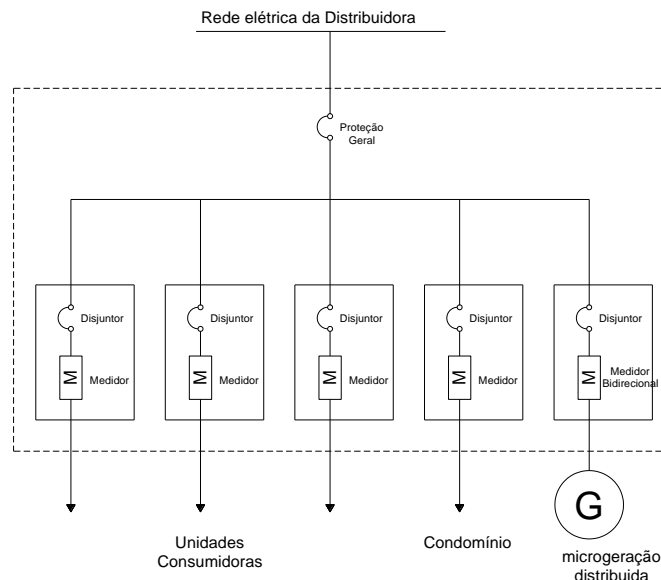 Rede elétrica da Distribuidora
Proteção
Geral
Disjuntor
Disjuntor
Disjuntor
Disjuntor
Disjuntor
M
Medidor
M
Medidor
M
Medidor
M
Medidor
M
Medidor
Bidirecional
G
Unidades
Consumidoras
Condomínio
microgeração
distribuida